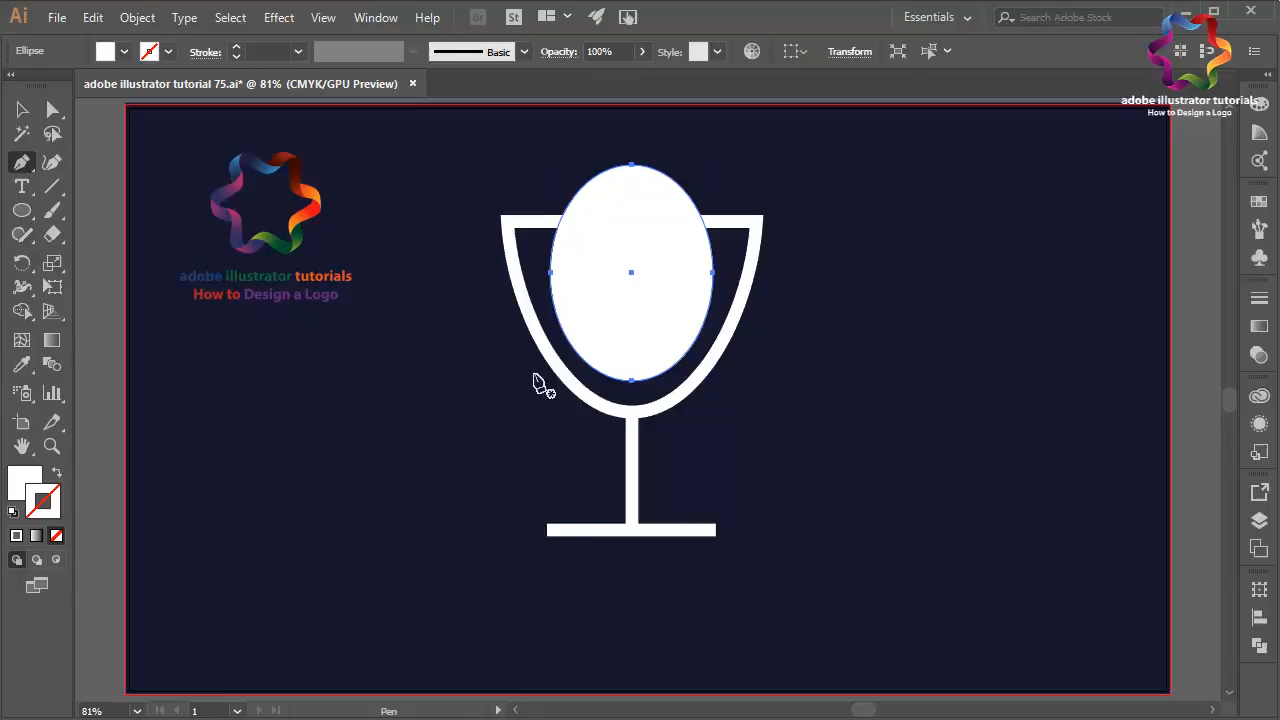 Ai File Edit Object Type Select Effect View Window Help Br St Essentials Search Adobe Stock
Ellipse Stroke: Basic Opacity: 100% Style: Transform
adobe illustrator tutorial 75.ai* @ 81% (CMYK/GPU Preview)
adobe illustrator tutorials
How to Design a Logo
adobe illustrator tutorials
How to Design a Logo
81% 1 Pen